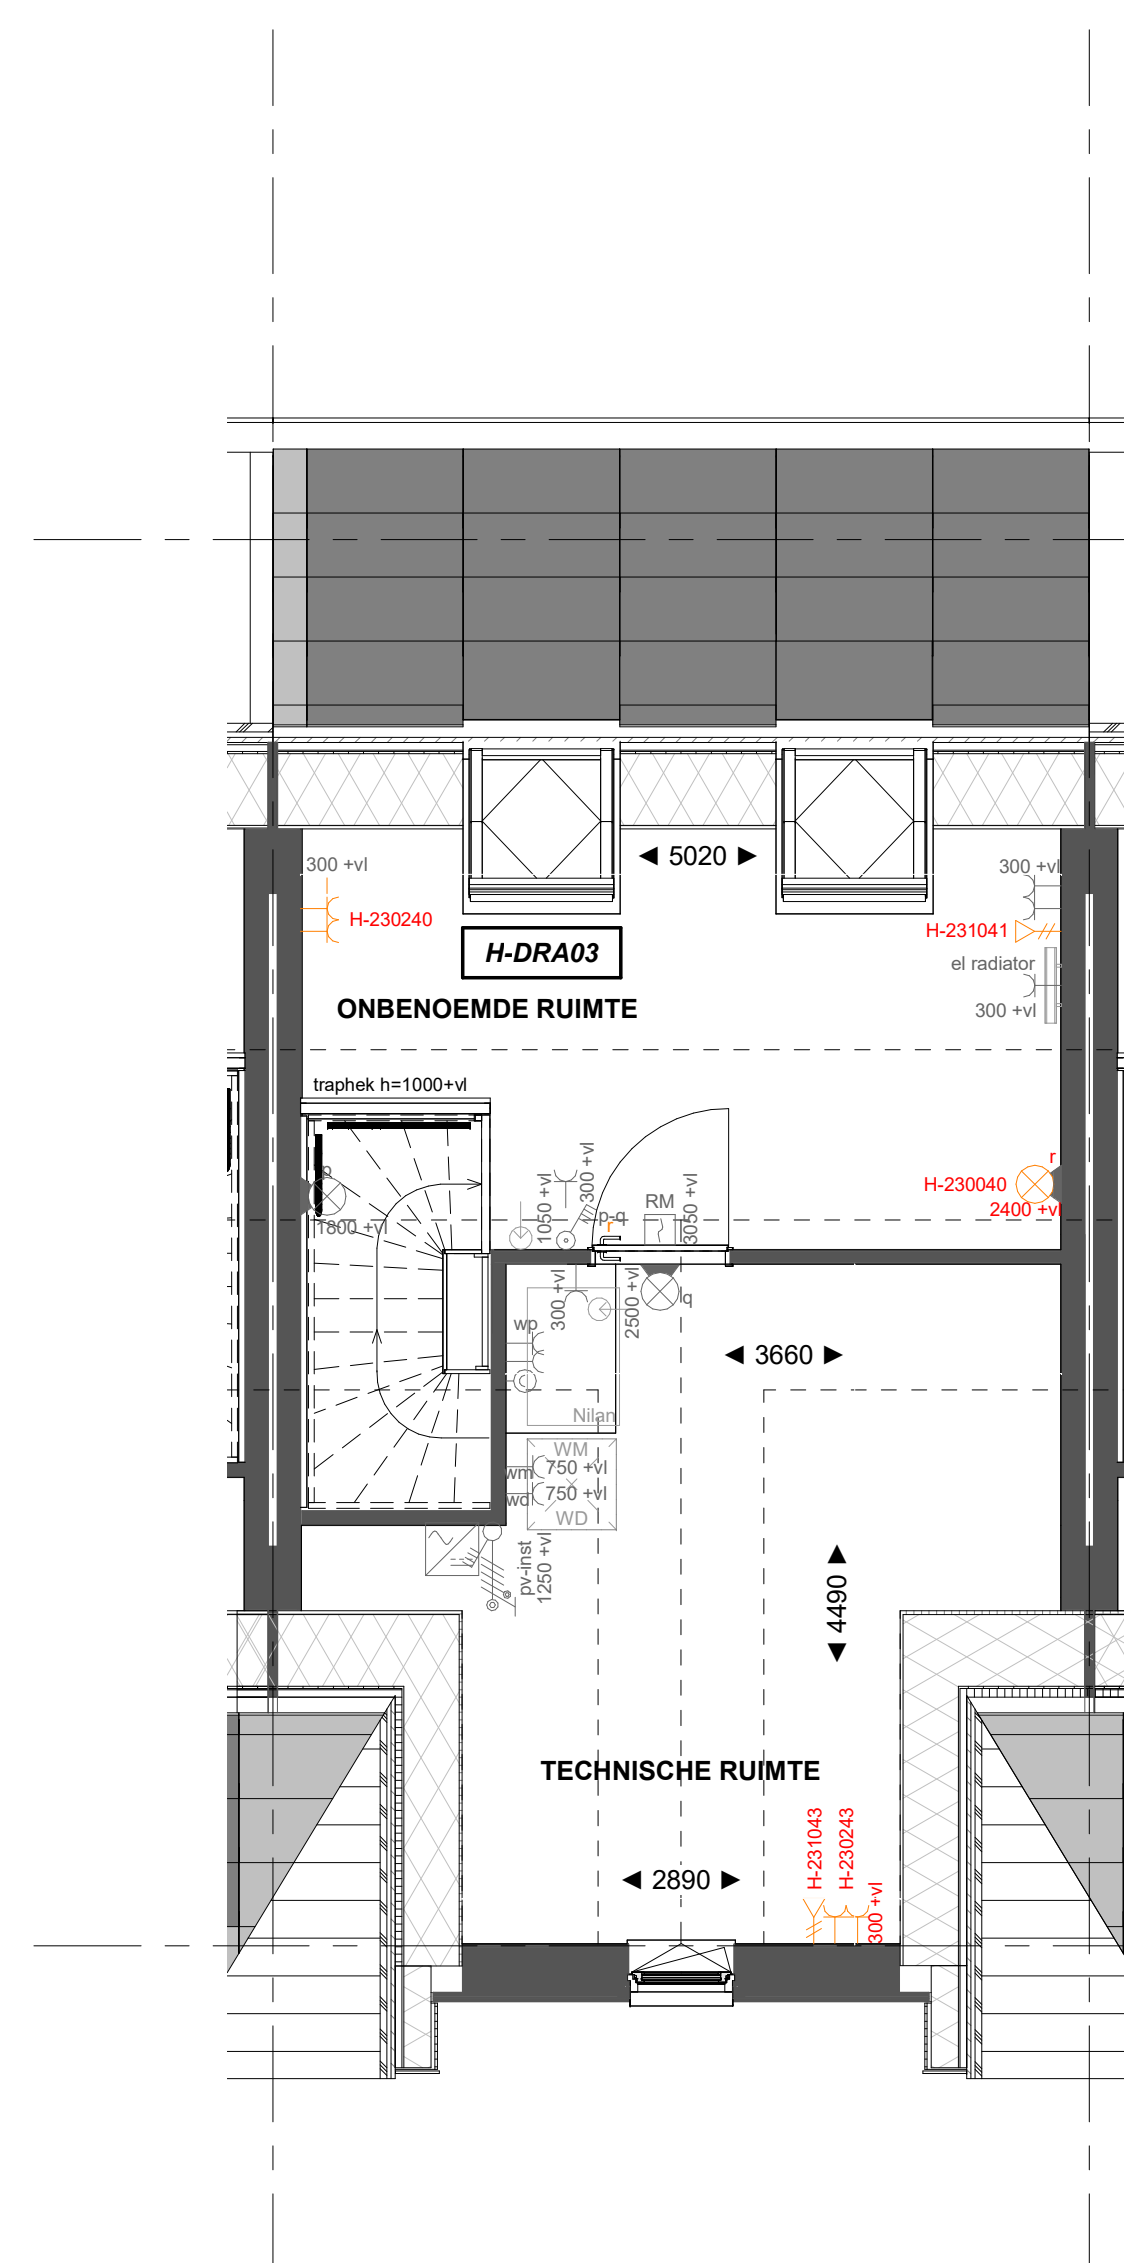 5020
300 +vl
H-230240
300 +vl
H-231041
H-DRA03
el radiator
300 +vl
ONBENOEMDE RUIMTE
traphek h=1000+vl
p
1800 +vl
1050 +vl
300 +vl
p-q
r
RM
3050 +vl
r
H-230040
2400 +vl
300 +vl
2500 +vl
q
wp
3660
Nilan
WM
wm
750 +vl
wd
750 +vl
WD
pv-inst
1250 +vl
4490
TECHNISCHE RUIMTE
H-231043
H-230243
300 +vl
2890